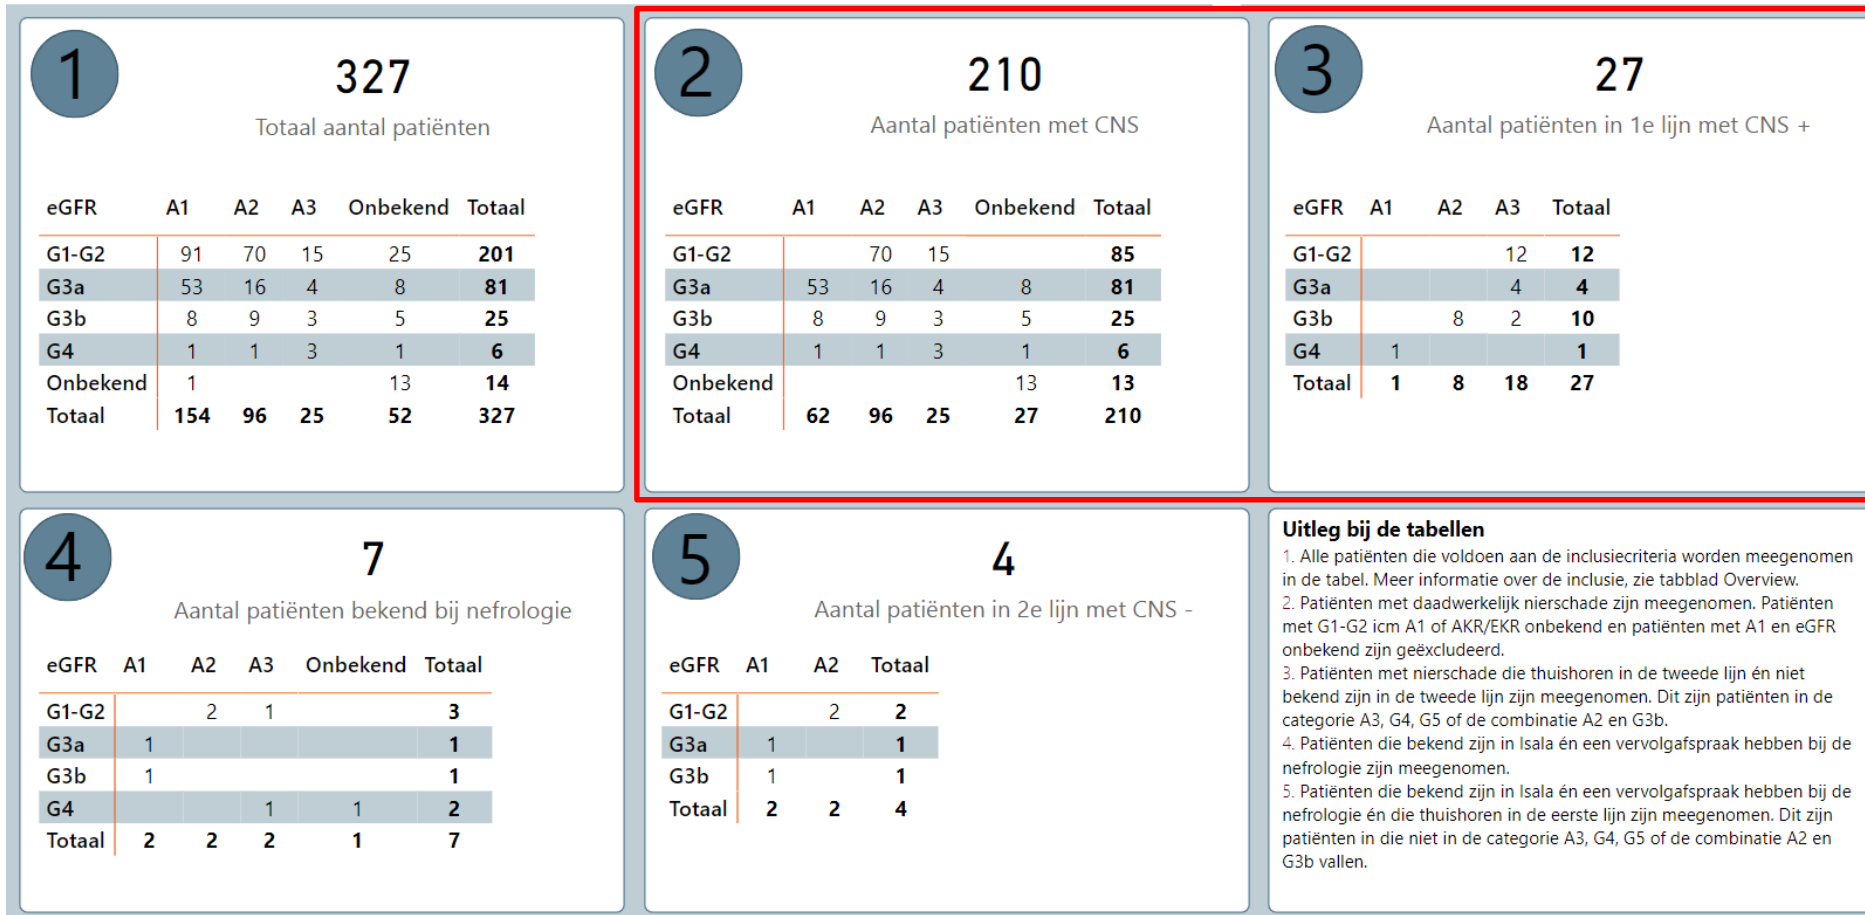 1
327
Totaal aantal patiënten
eGFR A1 A2 A3 Onbekend Totaal
G1-G2 91 70 15 25 201
G3a 53 16 4 8 81
G3b 8 9 3 5 25
G4 1 1 3 1 6
Onbekend 1 13 14
Totaal 154 96 25 52 327
2
210
Aantal patiënten met CNS
eGFR A1 A2 A3 Onbekend Totaal
G1-G2 70 15 85
G3a 53 16 4 8 81
G3b 8 9 3 5 25
G4 1 1 3 1 6
Onbekend 13 13
Totaal 62 96 25 27 210
3
27
Aantal patiënten in 1e lijn met CNS +
eGFR A1 A2 A3 Totaal
G1-G2 12 12
G3a 4 4
G3b 8 2 10
G4 1 1
Totaal 1 8 18 27
4
7
Aantal patiënten bekend bij nefrologie
eGFR A1 A2 A3 Onbekend Totaal
G1-G2 2 1 3
G3a 1 1
G3b 1 1
G4 1 1 2
Totaal 2 2 2 1 7
5
4
Aantal patiënten in 2e lijn met CNS -
eGFR A1 A2 Totaal
G1-G2 2 2
G3a 1 1
G3b 1 1
Totaal 2 2 4
Uitleg bij de tabellen
1. Alle patiënten die voldoen aan de inclusiecriteria worden meegenomen
in de tabel. Meer informatie over de inclusie, zie tabblad Overview.
2. Patiënten met daadwerkelijk nierschade zijn meegenomen. Patiënten
met G1-G2 icm A1 of AKR/EKR onbekend en patiënten met A1 en eGFR
onbekend zijn geëxcludeerd.
3. Patiënten met nierschade die thuishoren in de tweede lijn én niet
bekend zijn in de tweede lijn zijn meegenomen. Dit zijn patiënten in de
categorie A3, G4, G5 of de combinatie A2 en G3b.
4. Patiënten die bekend zijn in Isala én een vervolgafspraak hebben bij de
nefrologie zijn meegenomen.
5. Patiënten die bekend zijn in Isala én een vervolgafspraak hebben bij de
nefrologie én die thuishoren in de eerste lijn zijn meegenomen. Dit zijn
patiënten in die niet in de categorie A3, G4, G5 of de combinatie A2 en
G3b vallen.